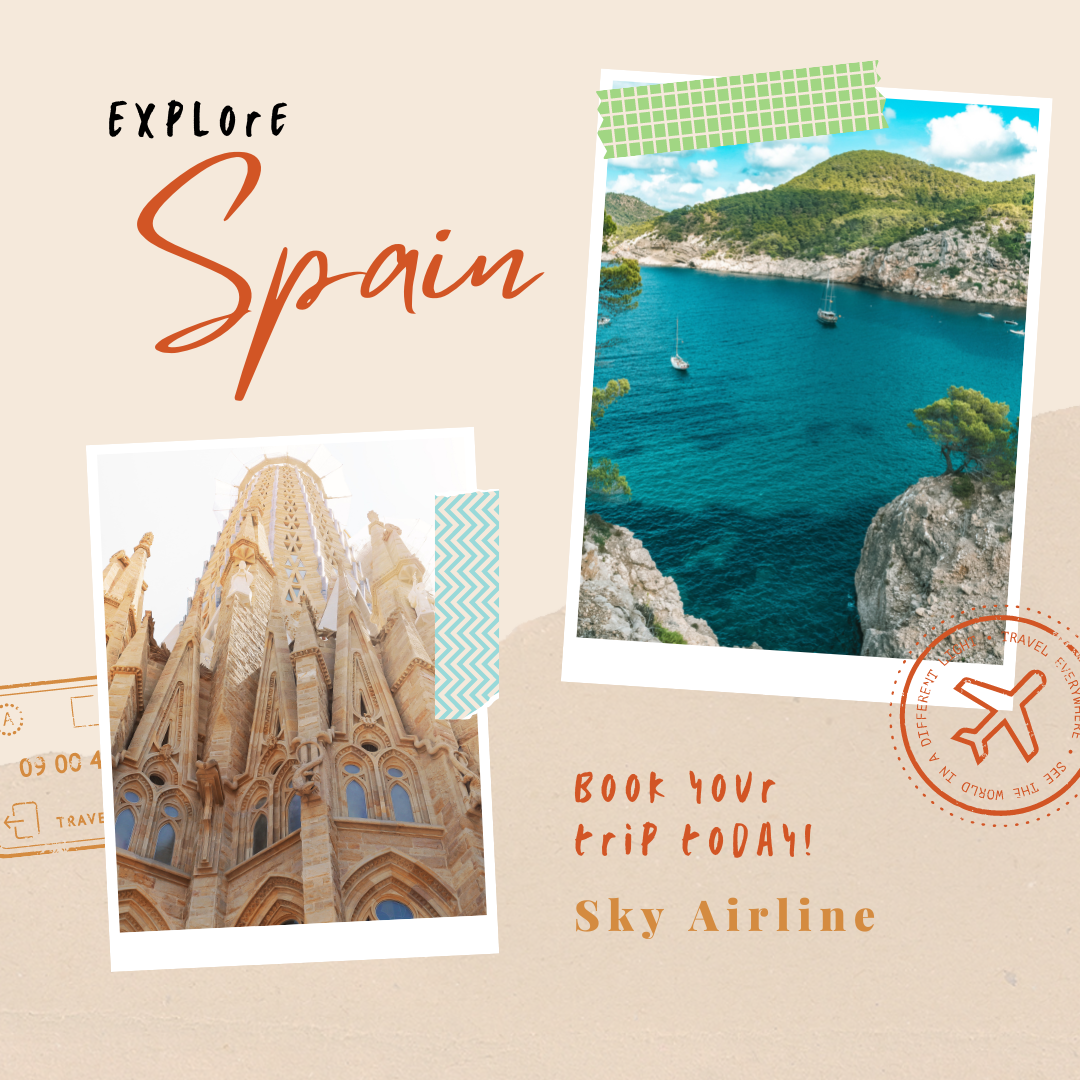 EXPLOrE
Spain
A
09 00 4
TRAVE
BOOK YOUr
triP toDAY!
Sky Airline
TRAVEL EVERYWHERE • SEE THE WORLD IN A DIFFERENT LIGHT •